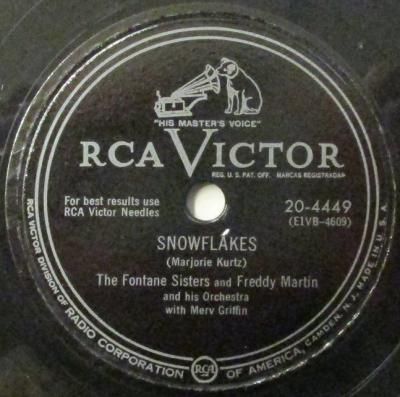 "HIS MASTER'S VOICE"
RCA VICTOR
REG. U. S. PAT. OFF. MARCAS REGISTRADAS
For best results use
RCA Victor Needles
20-4449
(E1VB-4609)
SNOWFLAKES
(Marjorie Kurtz)
The Fontane Sisters and Freddy Martin
and his Orchestra
with Merv Griffin
RCA VICTOR DIVISION OF RADIO CORPORATION OF AMERICA, CAMDEN, N. J. MADE IN U. S. A.
RCA